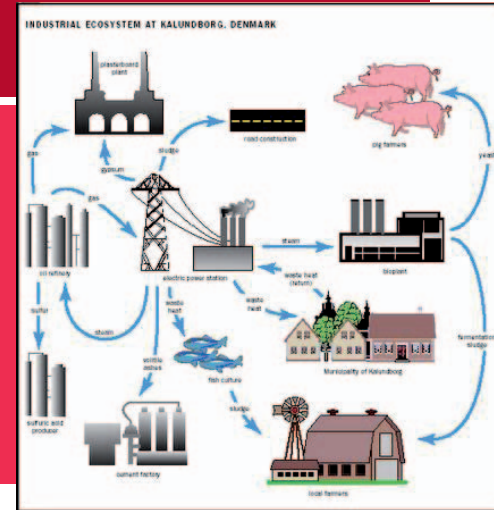 INDUSTRIAL ECOSYSTEM AT KALUNDBORG, DENMARK
plasterboard
plant
gas
gypsum
sludge
road construction
pig farmers
yeast
gas
oil refinery
electric power station
steam
bioplant
waste heat
(return)
waste
heat
sulfur
steam
waste
heat
fish culture
Municipality of Kalundborg
fermentation
sludge
sulfuric acid
producer
ashes
cement factory
sludge
local farmers